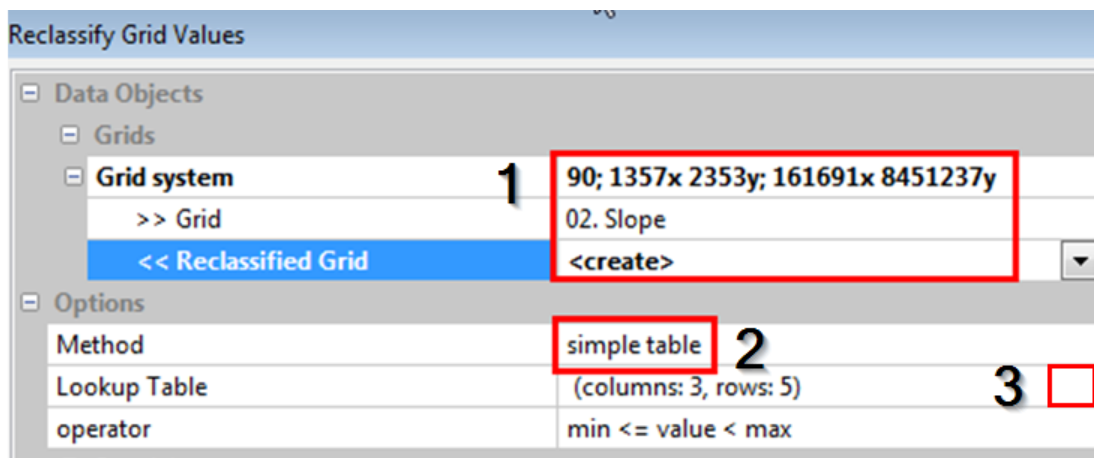 Reclassify Grid Values
Data Objects
Grids
Grid system 1 90; 1357x 2353y; 161691x 8451237y
>> Grid 02. Slope
<< Reclassified Grid <create>
Options
Method simple table 2
Lookup Table (columns: 3, rows: 5) 3
operator min <= value < max